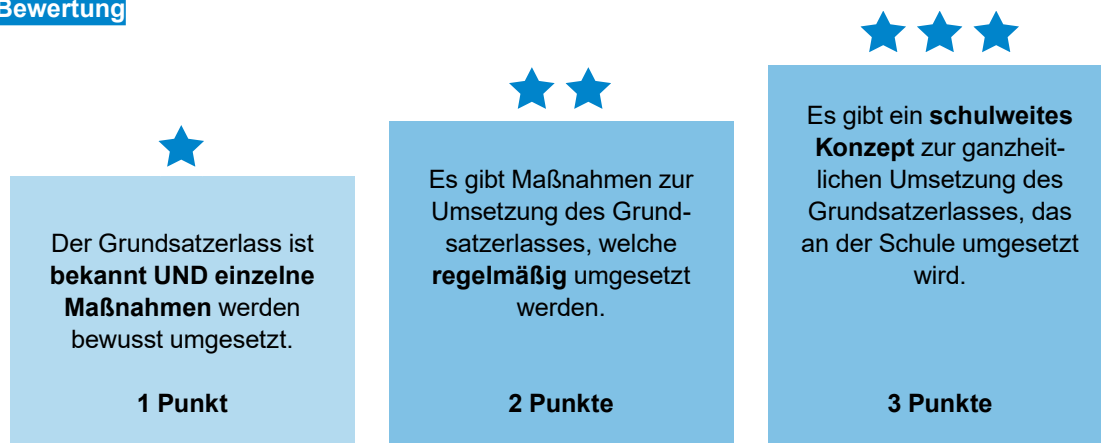 Bewertung
Der Grundsatzerlass ist
bekannt UND einzelne
Maßnahmen werden
bewusst umgesetzt.
1 Punkt
Es gibt Maßnahmen zur
Umsetzung des Grund-
satzerlasses, welche
regelmäßig umgesetzt
werden.
2 Punkte
Es gibt ein schulweites
Konzept zur ganzheit-
lichen Umsetzung des
Grundsatzerlasses, das
an der Schule umgesetzt
wird.
3 Punkte